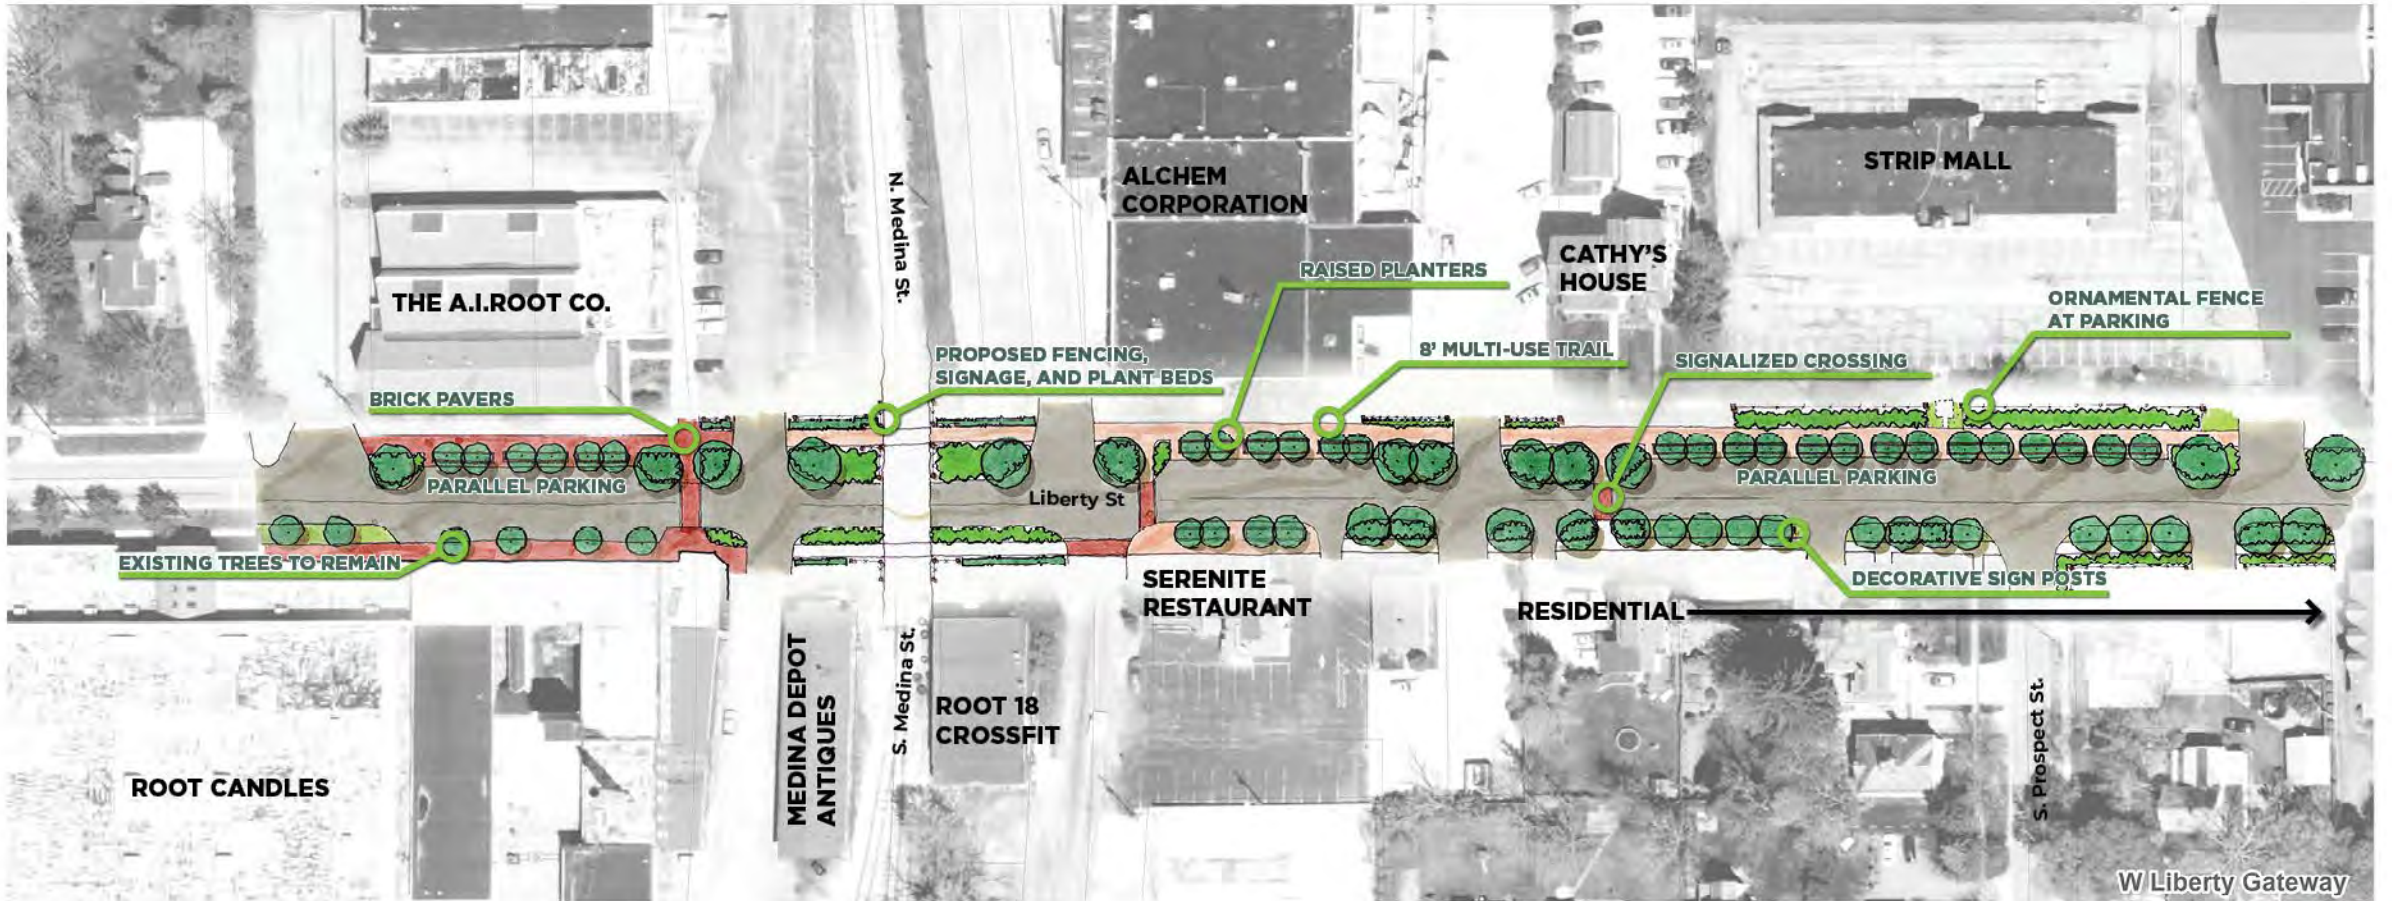 STRIP MALL
ALCHEM
CORPORATION
N. Medina St.
CATHY'S
HOUSE
RAISED PLANTERS
THE A.I.ROOT CO.
ORNAMENTAL FENCE
AT PARKING
PROPOSED FENCING,
SIGNAGE, AND PLANT BEDS
8' MULTI-USE TRAIL
SIGNALIZED CROSSING
BRICK PAVERS
PARALLEL PARKING
PARALLEL PARKING
Liberty St
EXISTING TREES TO REMAIN
SERENITE
RESTAURANT
DECORATIVE SIGN POSTS
RESIDENTIAL
MEDINA DEPOT
ANTIQUES
S. Medina St.
ROOT 18
CROSSFIT
S. Prospect St.
ROOT CANDLES
W Liberty Gateway